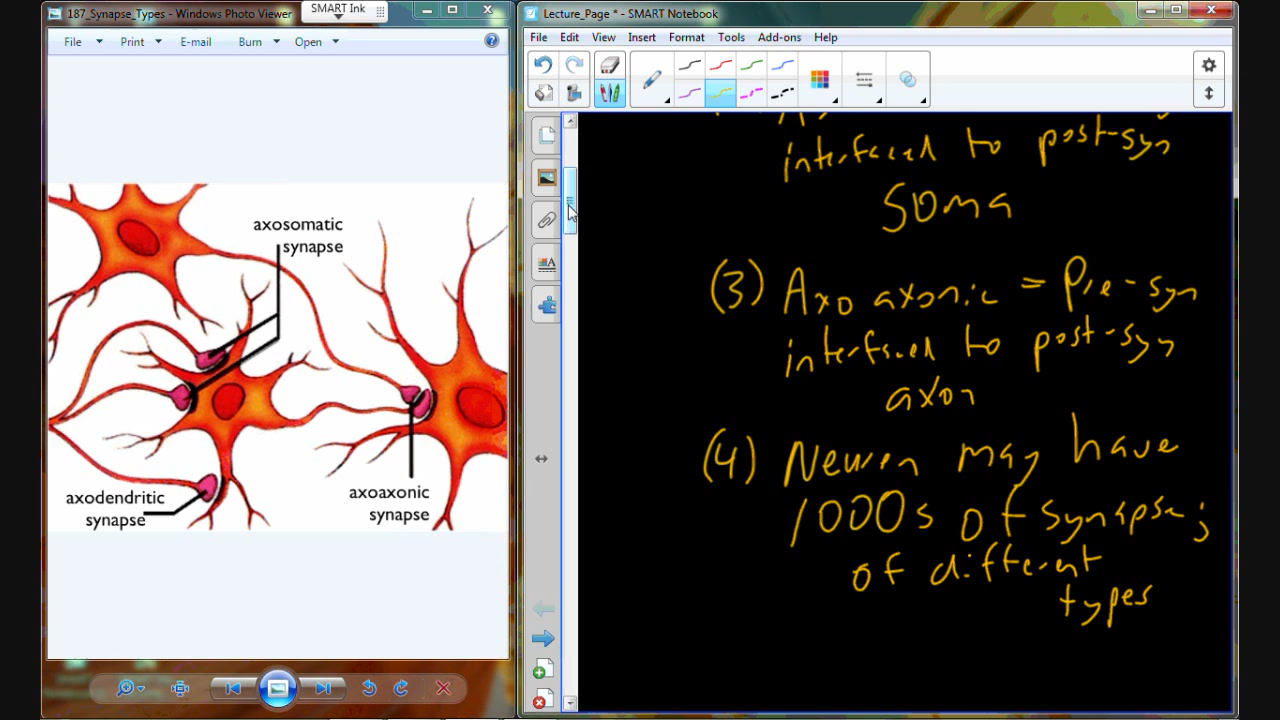 187_Synapse_Types - Windows Photo Viewer
SMART Ink
File Print E-mail Burn Open
axosomatic
synapse
axodendritic
synapse
axoaxonic
synapse
Lecture_Page * - SMART Notebook
File Edit View Insert Format Tools Add-ons Help
interfaced to post-syn
soma
(3) Axo axonic = Pre-syn
interfaced to post-syn
axon
(4) Neuron may have
1000s of synapses
of different
types